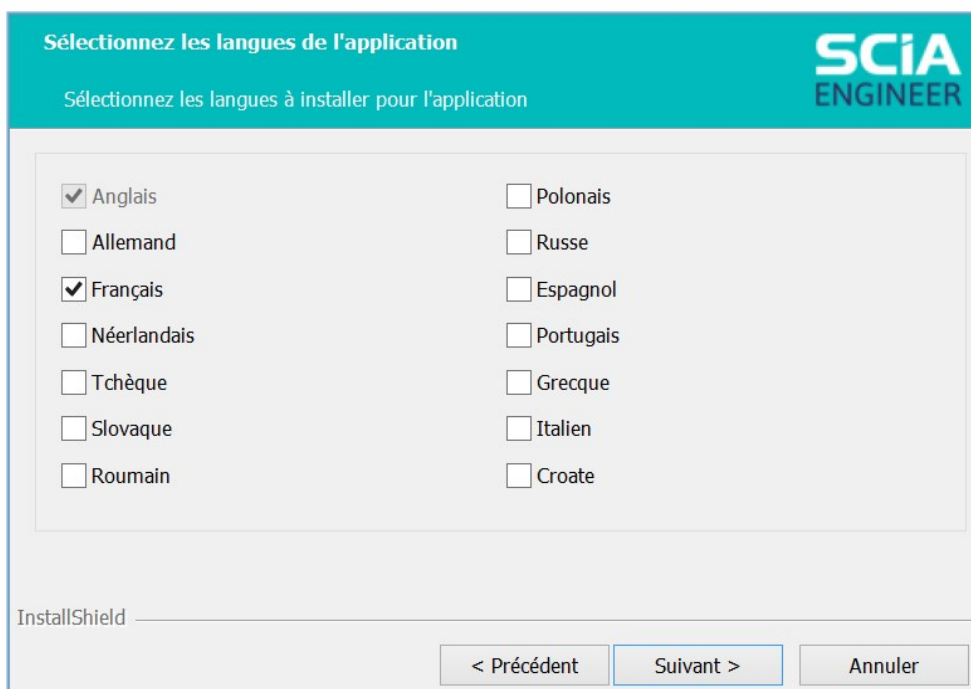 Sélectionnez les langues de l'application
Sélectionnez les langues à installer pour l'application
SCiA
ENGINEER
Anglais
Allemand
Français
Néerlandais
Tchèque
Slovaque
Roumain
Polonais
Russe
Espagnol
Portugais
Grecque
Italien
Croate
InstallShield
< Précédent
Suivant >
Annuler